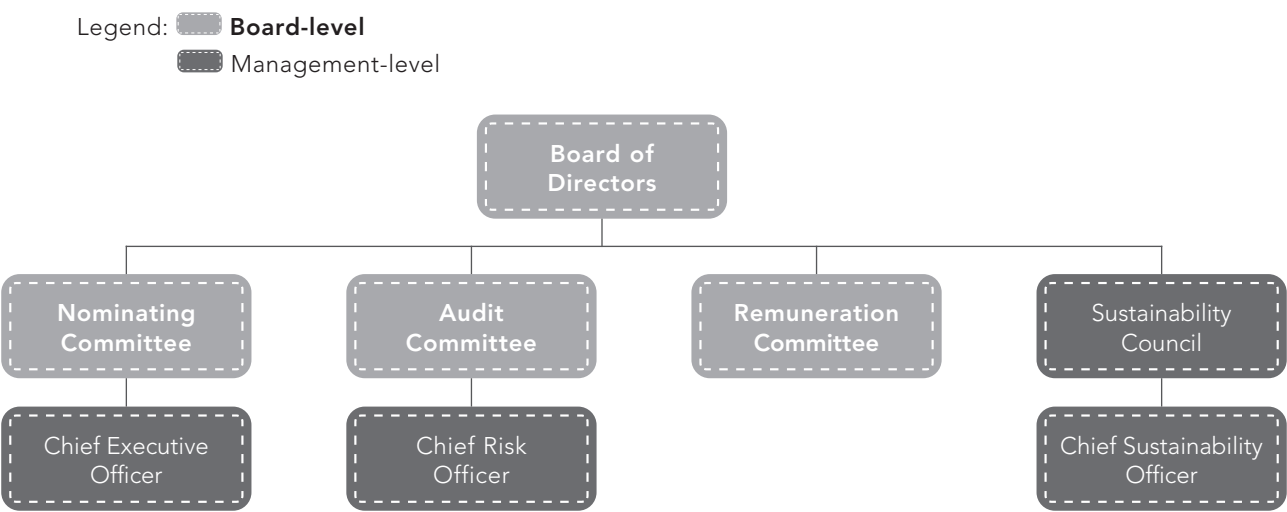 Legend: Board-level
Management-level
Board of
Directors
Nominating
Committee
Audit
Committee
Remuneration
Committee
Sustainability
Council
Chief Executive
Officer
Chief Risk
Officer
Chief Sustainability
Officer